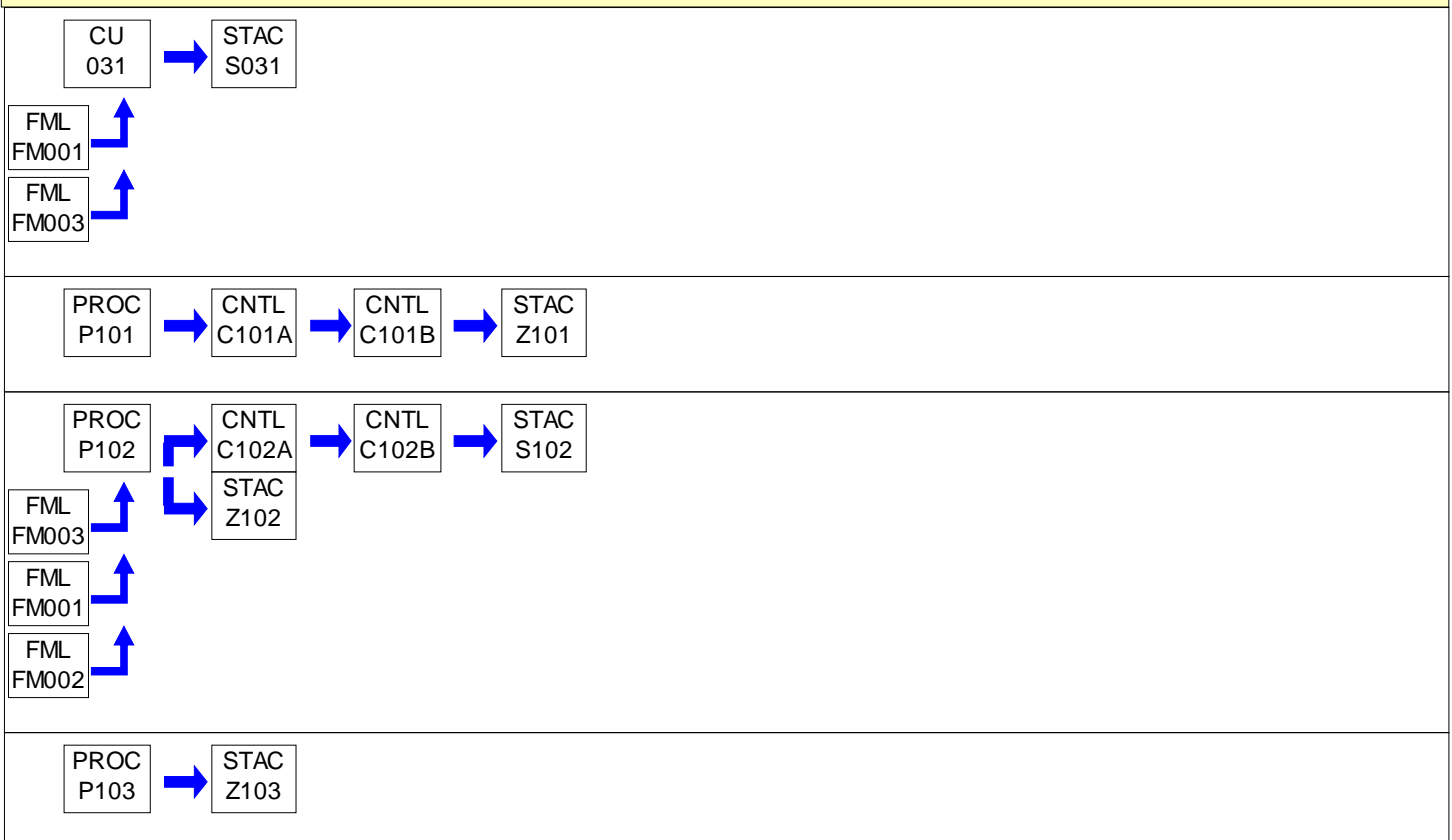 CU
031
STAC
S031
FML
FM001
FML
FM003
PROC
P101
CNTL
C101A
CNTL
C101B
STAC
Z101
PROC
P102
CNTL
C102A
CNTL
C102B
STAC
S102
STAC
Z102
FML
FM003
FML
FM001
FML
FM002
PROC
P103
STAC
Z103